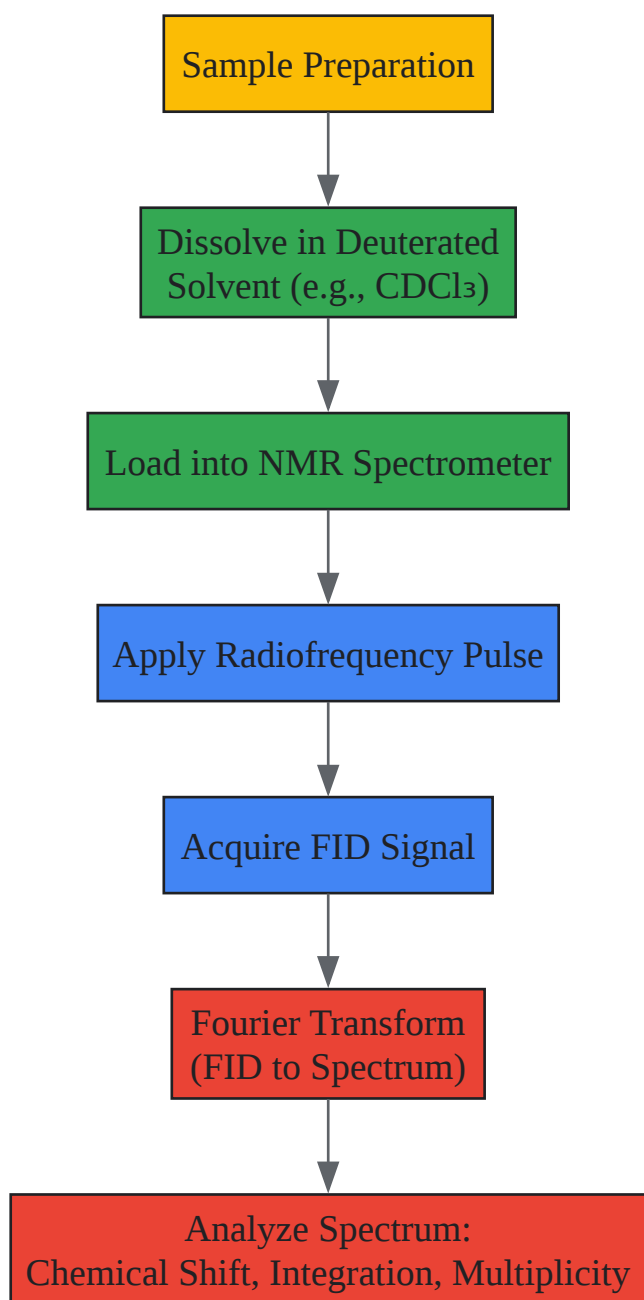 Sample Preparation
Dissolve in Deuterated
Solvent (e.g., CDCl₃)
Load into NMR Spectrometer
Apply Radiofrequency Pulse
Acquire FID Signal
Fourier Transform
(FID to Spectrum)
Analyze Spectrum:
Chemical Shift, Integration, Multiplicity